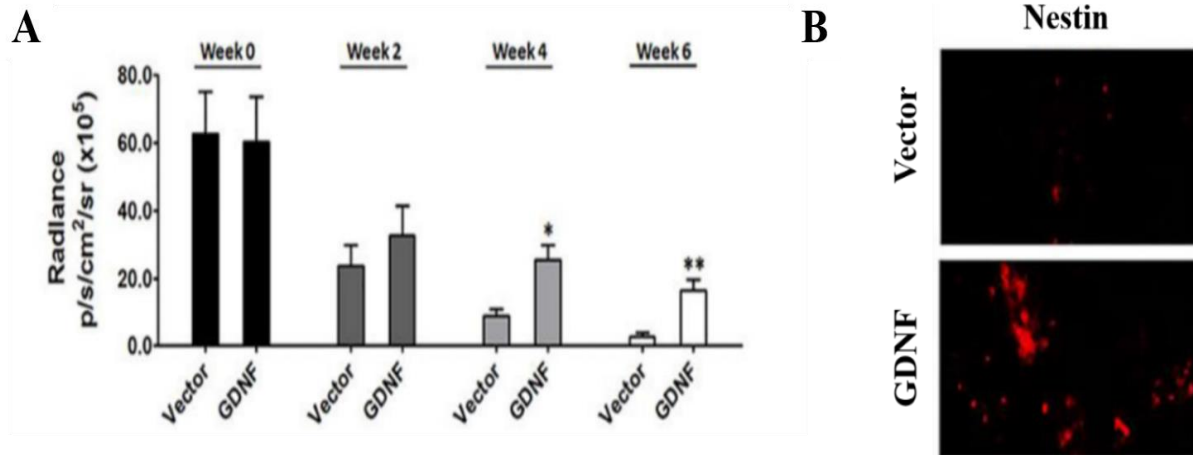 A
Week 0
Week 2
Week 4
Week 6
Radiance
p/s/cm²/sr (x10⁵)
80.0
60.0
40.0
20.0
0.0
*
**
Vector
GDNF
Vector
GDNF
Vector
GDNF
Vector
GDNF
B
Nestin
Vector
GDNF